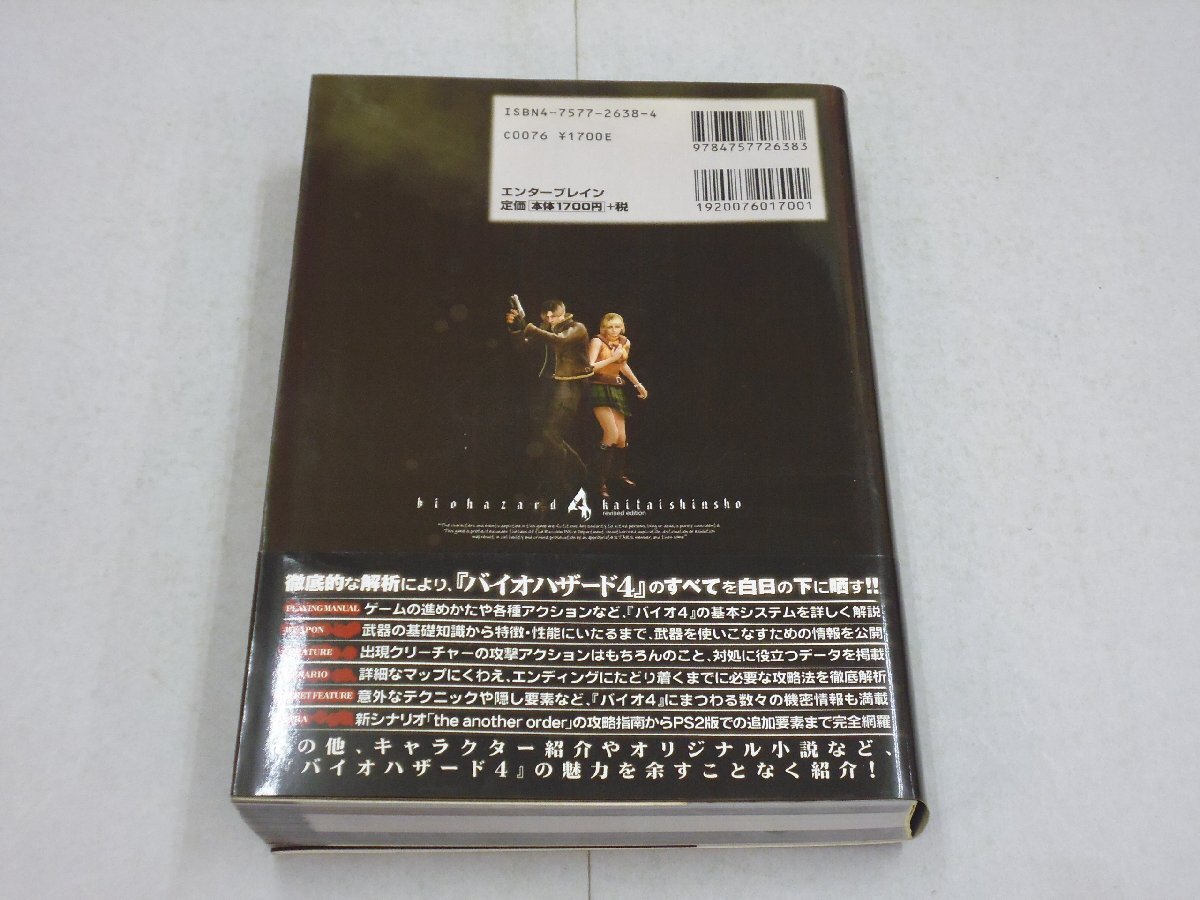 ISBN4-7577-2638-4
C0076 ¥1700E
9784757726383
エンターブレイン
定価[本体1700円]+税
1920076017001
biohazard 4 kaitaishinsho
revised edition
徹底的な解析により、『バイオハザード4』のすべてを白日の下に晒す!!
PLAYING MANUAL ゲームの進めかたや各種アクションなど、『バイオ4』の基本システムを詳しく解説
WEAPON 武器の基礎知識から特徴・性能にいたるまで、武器を使いこなすための情報を公開
出現クリーチャーの攻撃アクションはもちろんのこと、対処に役立つデータを掲載
詳細なマップにくわえ、エンディングにたどり着くまでに必要な攻略法を徹底解析
FEATURE 意外なテクニックや隠し要素など、『バイオ4』にまつわる数々の機密情報も満載
新シナリオ「the another order」の攻略指南からPS2版での追加要素まで完全網羅
の他、キャラクター紹介やオリジナル小説など、
バイオハザード4』の魅力を余すことなく紹介!